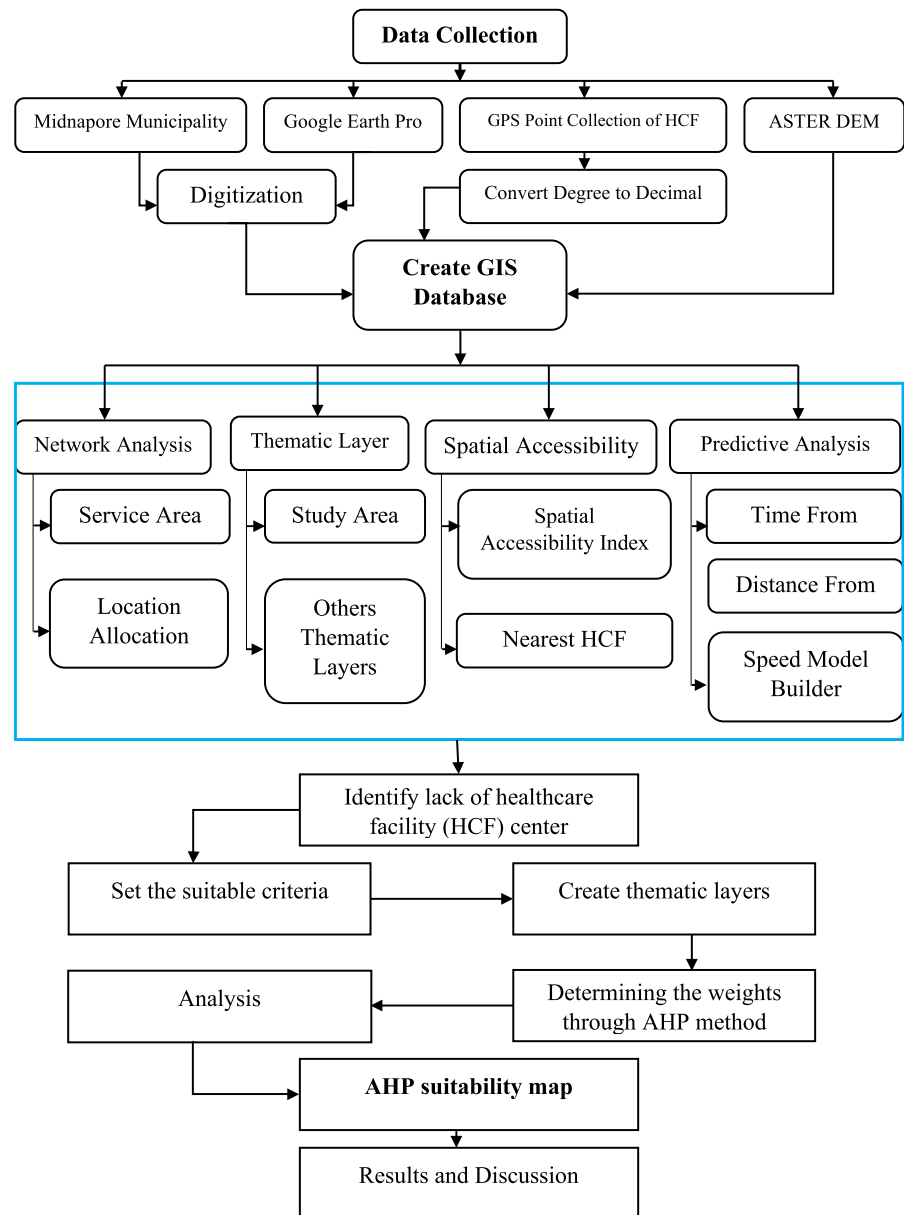 Data Collection
Midnapore Municipality
Google Earth Pro
GPS Point Collection of HCF
ASTER DEM
Digitization
Convert Degree to Decimal
Create GIS
Database
Network Analysis
Thematic Layer
Spatial Accessibility
Predictive Analysis
Service Area
Study Area
Spatial
Accessibility Index
Time From
Distance From
Location
Allocation
Others
Thematic
Layers
Nearest HCF
Speed Model
Builder
Identify lack of healthcare
facility (HCF) center
Set the suitable criteria
Create thematic layers
Analysis
Determining the weights
through AHP method
AHP suitability map
Results and Discussion